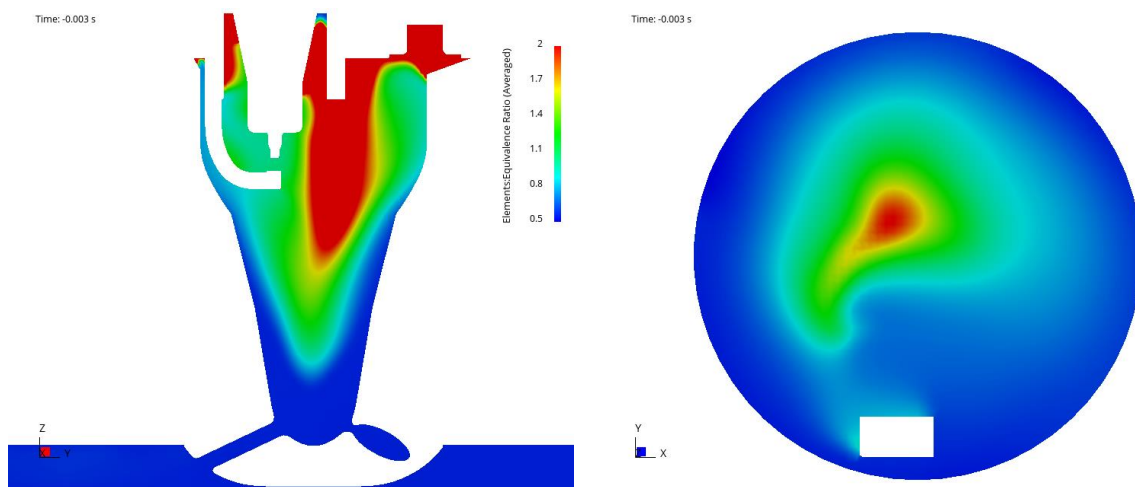 Time: -0.003 s
2
1.7
1.4
1.1
0.8
0.5
Elements:Equivalence Ratio (Averaged)
Z
X
Y
Time: -0.003 s
Y
Z
X